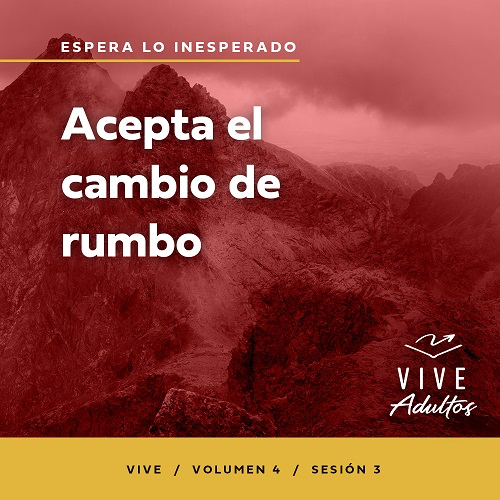 ESPERA LO INESPERADO
Acepta el
cambio de
rumbo
VIVE
Adultos
VIVE / VOLUMEN 4 / SESIÓN 3